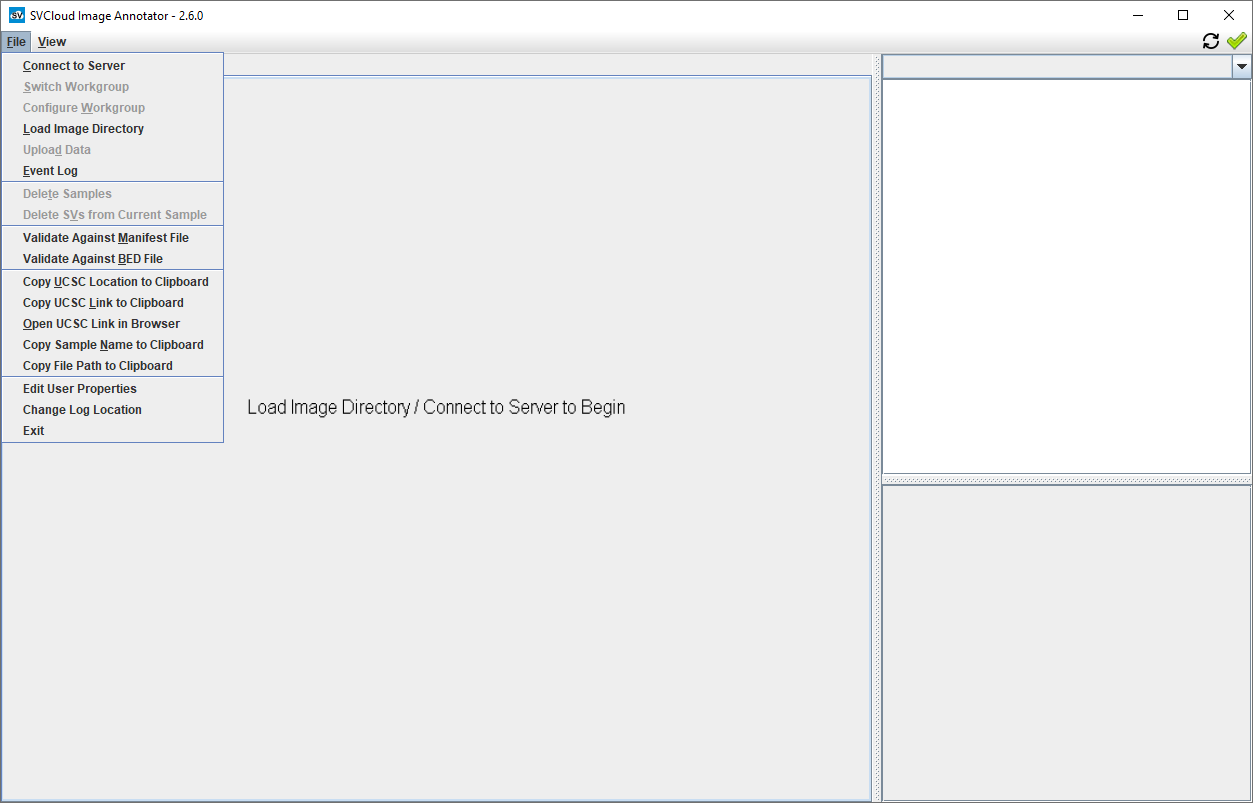 SV SVCloud Image Annotator - 2.6.0
File View
Connect to Server
Switch Workgroup
Configure Workgroup
Load Image Directory
Upload Data
Event Log
Delete Samples
Delete SVs from Current Sample
Validate Against Manifest File
Validate Against BED File
Copy UCSC Location to Clipboard
Copy UCSC Link to Clipboard
Open UCSC Link in Browser
Copy Sample Name to Clipboard
Copy File Path to Clipboard
Edit User Properties
Change Log Location
Exit
Load Image Directory / Connect to Server to Begin